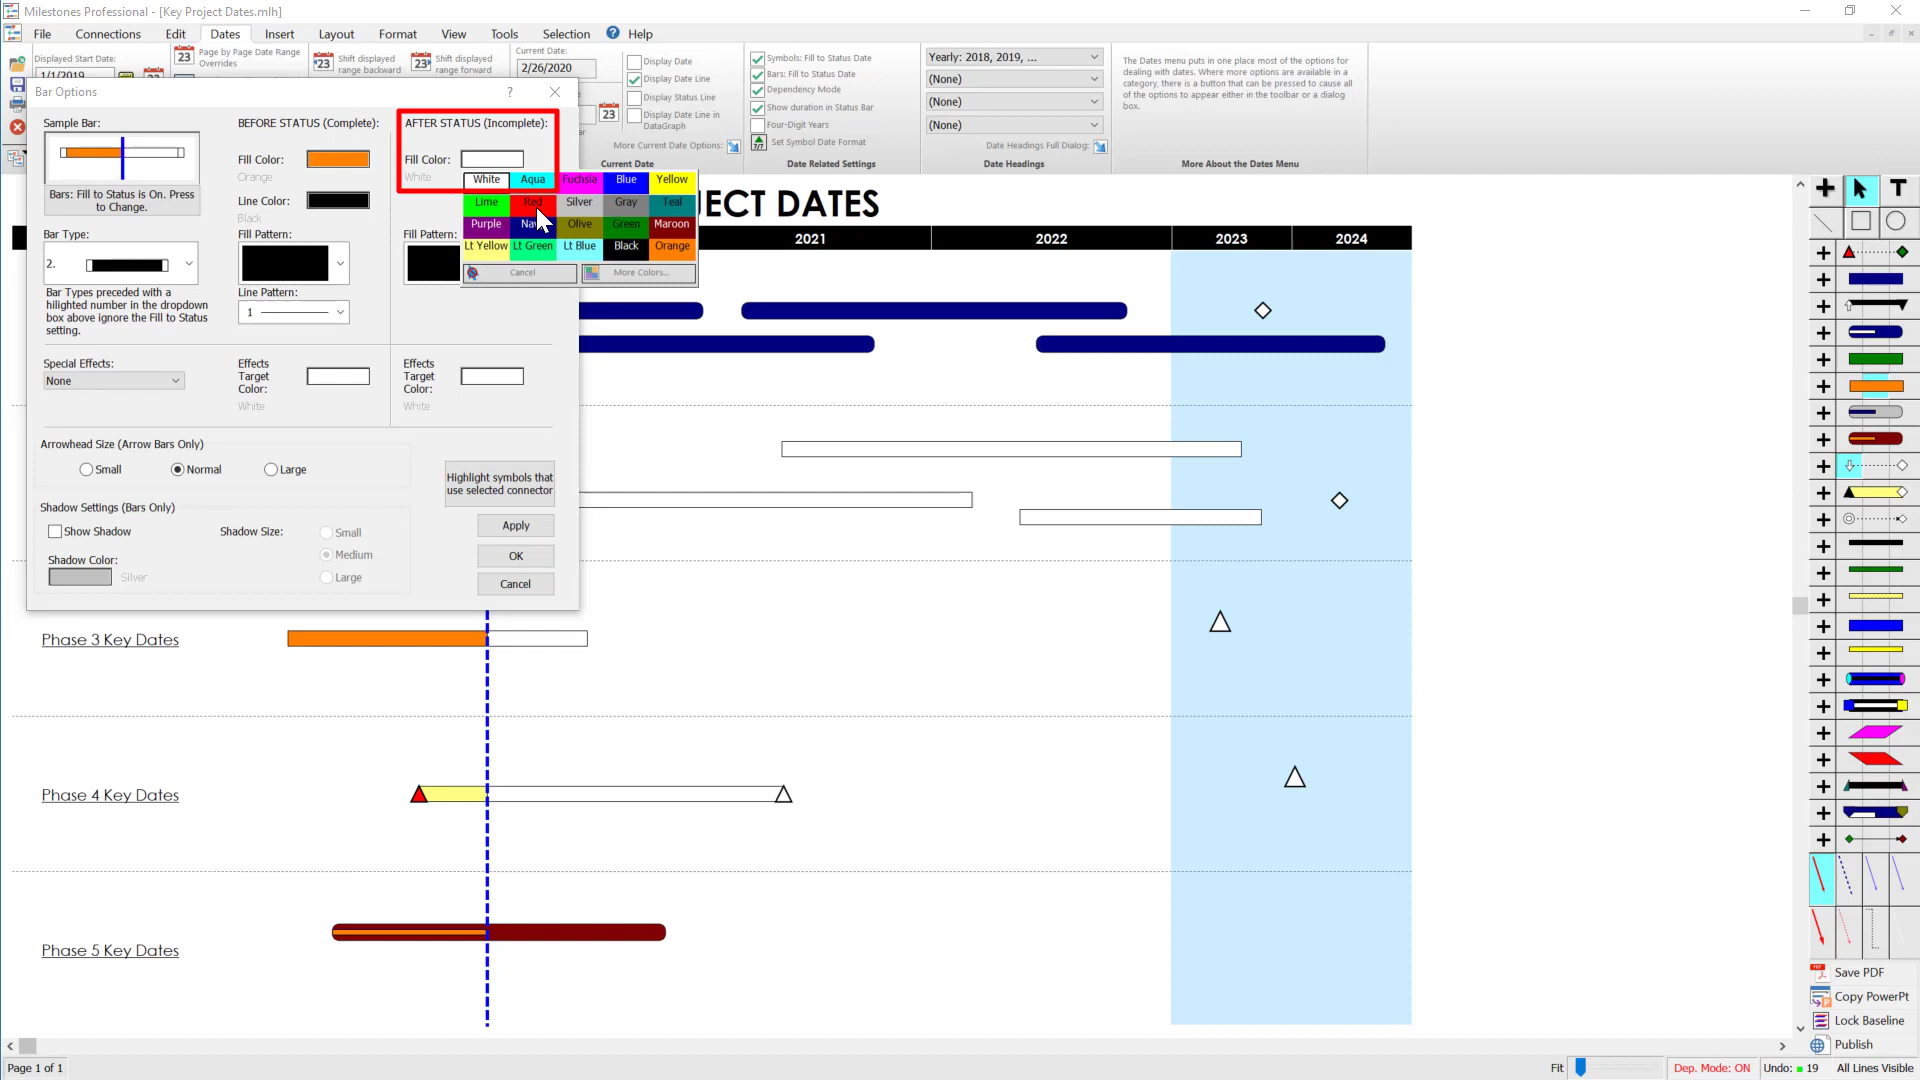 Milestones Professional - [Key Project Dates.mlh]
File Connections Edit Dates Insert Layout Format View Tools Selection Help
Displayed Start Date:
1/1/2019
Page by Page Date Range
Overrides
Shift displayed
range backward
Shift displayed
range forward
Current Date:
2/26/2020
Display Date
Display Date Line
Display Status Line
Display Date Line in
DataGraph
More Current Date Options:
Current Date
Symbols: Fill to Status Date
Bars: Fill to Status Date
Dependency Mode
Show duration in Status Bar
Four-Digit Years
Set Symbol Date Format
Date Related Settings
Yearly: 2018, 2019, ...
(None)
(None)
(None)
Date Headings Full Dialog:
Date Headings
The Dates menu puts in one place most of the options for
dealing with dates. Where more options are available in a
category, there is a button that can be pressed to cause all
of the options to appear either in the toolbar or a dialog
box.
More About the Dates Menu
Bar Options
?
Sample Bar:
Bars: Fill to Status is On. Press
to Change.
Bar Type:
2.
Bar Types preceded with a
hilighted number in the dropdown
box above ignore the Fill to Status
setting.
BEFORE STATUS (Complete):
Fill Color:
Orange
Line Color:
Black
Fill Pattern:
Line Pattern:
1
AFTER STATUS (Incomplete):
Fill Color:
White
Fill Pattern:
White Aqua Fuchsia Blue Yellow
Lime Red Silver Gray Teal
Purple Navy Olive Green Maroon
Lt Yellow Lt Green Lt Blue Black Orange
Cancel More Colors...
Special Effects:
None
Effects
Target
Color:
White
Effects
Target
Color:
White
Arrowhead Size (Arrow Bars Only)
Small Normal Large
Highlight symbols that
use selected connector
Shadow Settings (Bars Only)
Show Shadow
Shadow Size:
Small
Medium
Large
Shadow Color:
Silver
Apply
OK
Cancel
JECT DATES
2021 2022 2023 2024
Phase 3 Key Dates
Phase 4 Key Dates
Phase 5 Key Dates
Save PDF
Copy PowerPt
Lock Baseline
Publish
Page 1 of 1
Fit
Dep. Mode: ON
Undo: 19
All Lines Visible